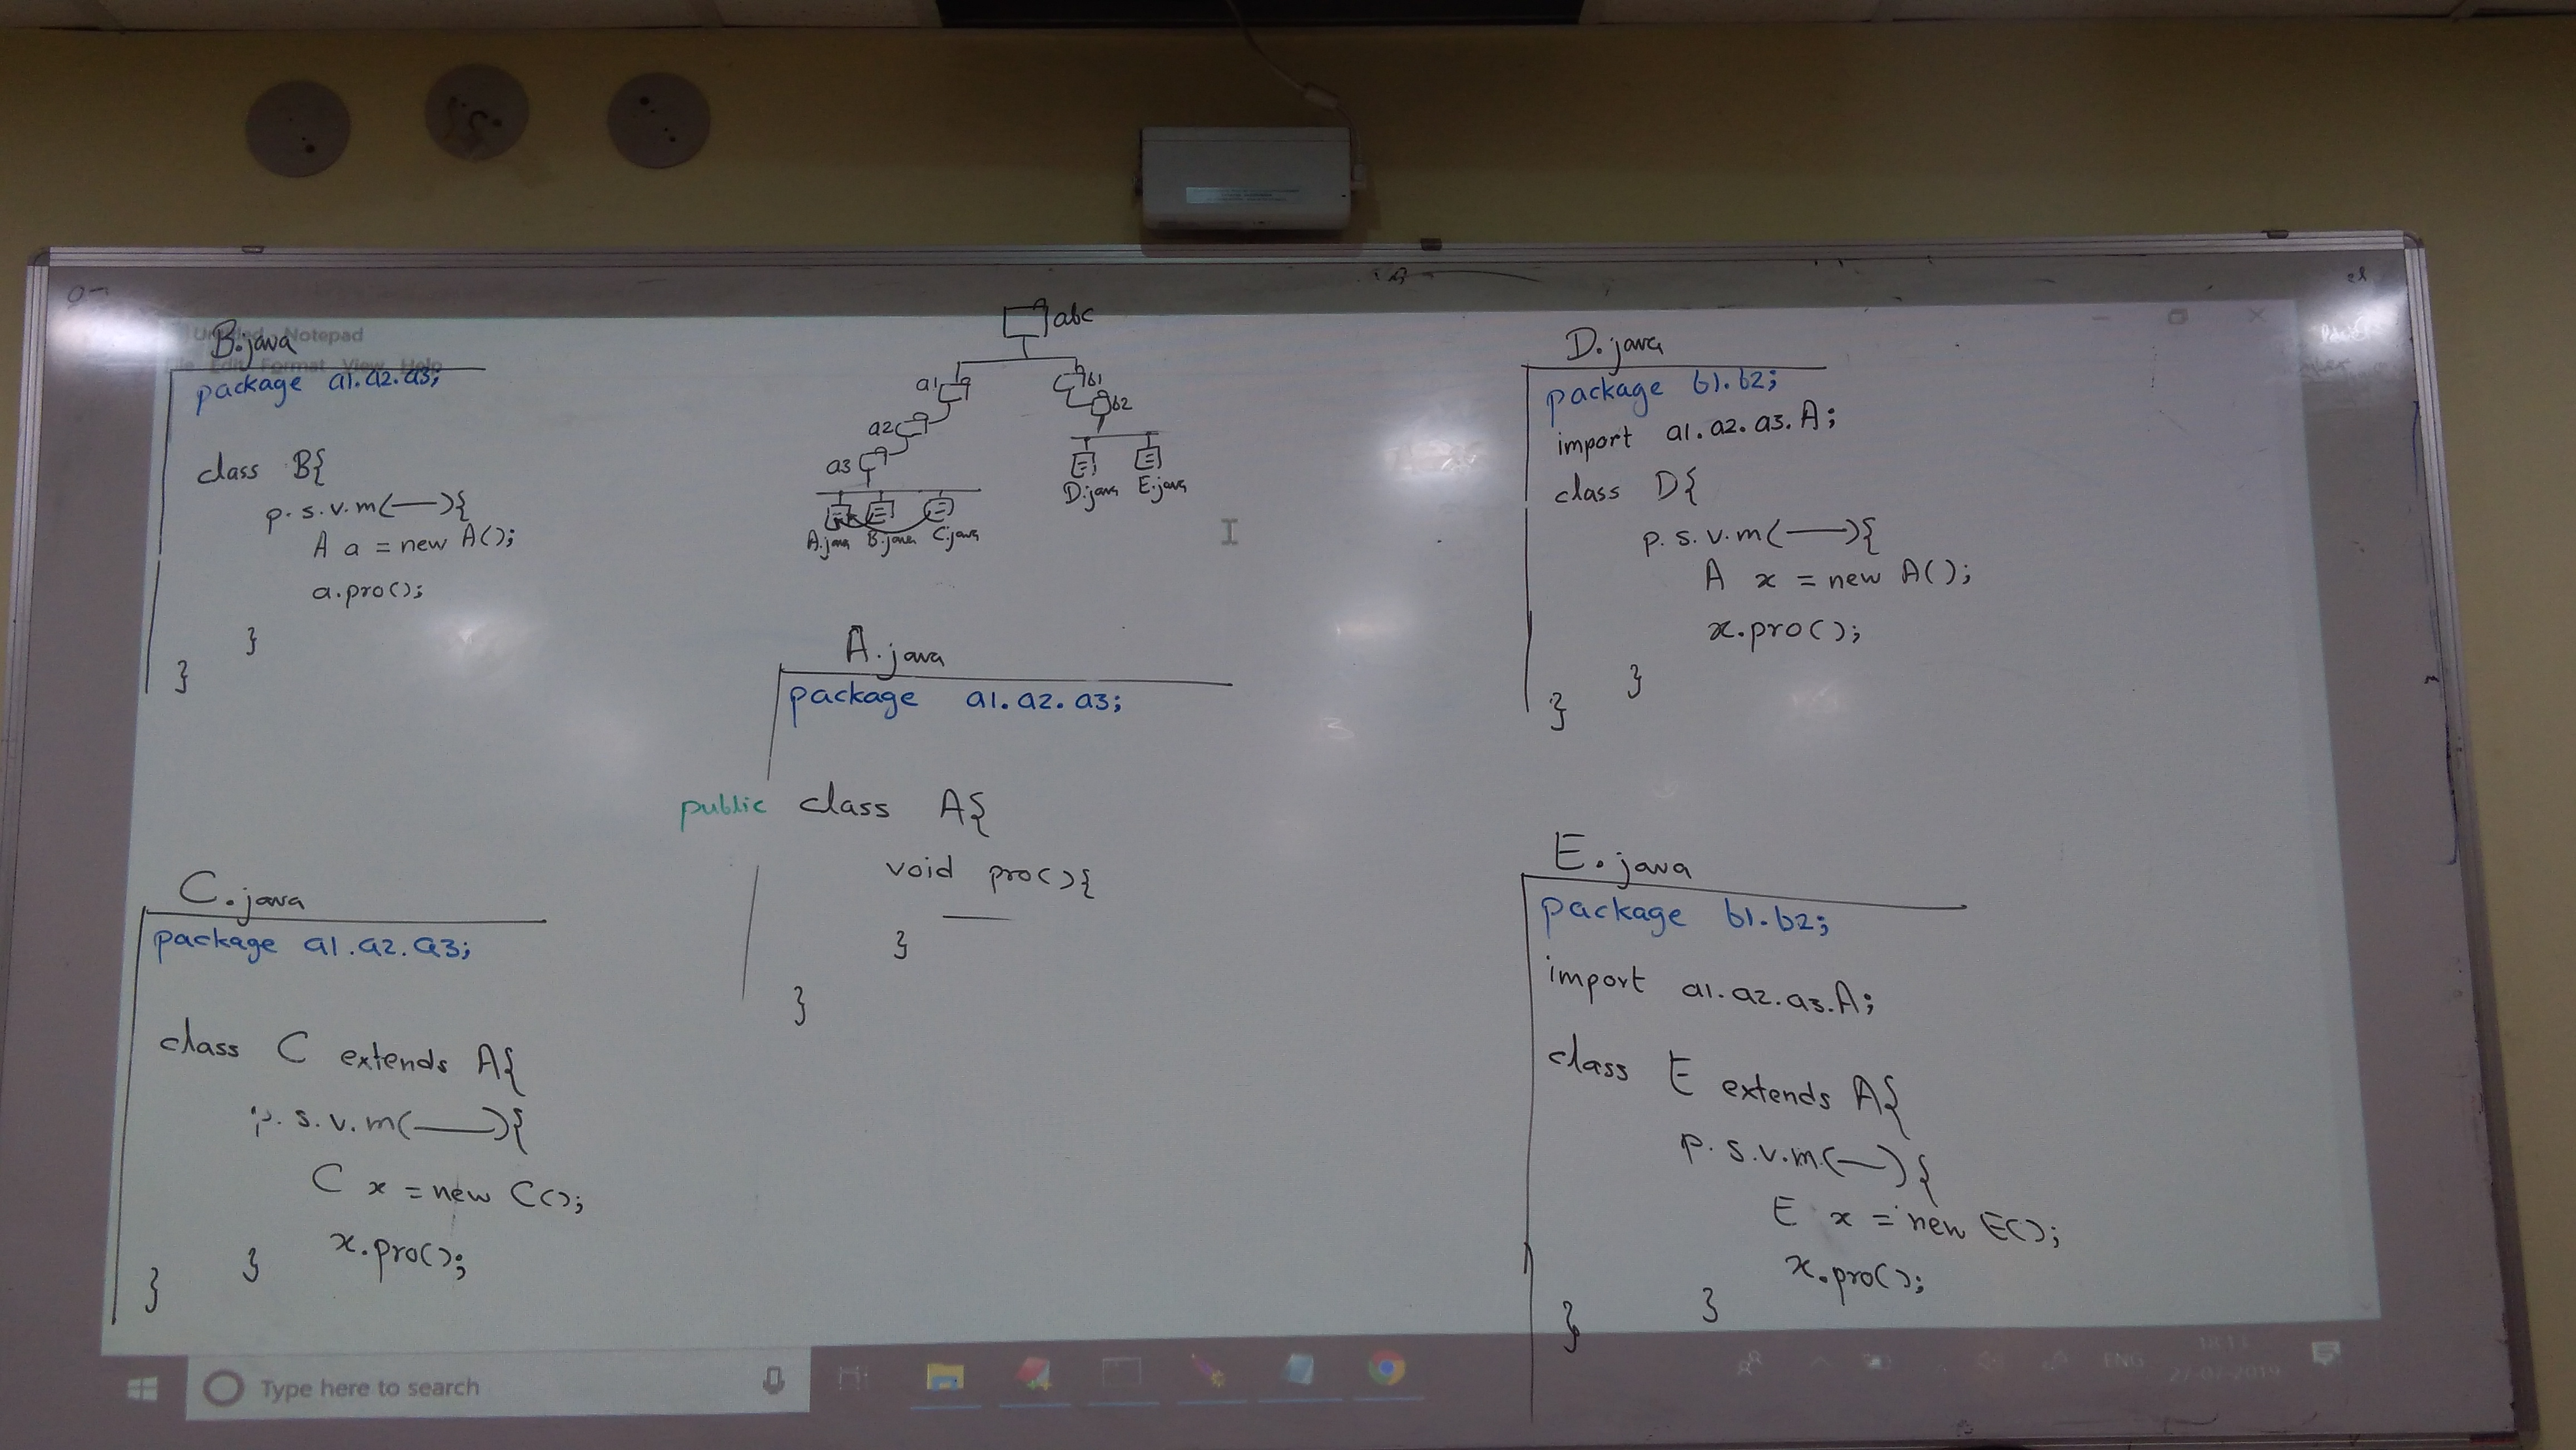 B.java
package a1.a2.a3;
class B{
p.s.v.m(—){
A a = new A();
a.pro();
}
}
abc
a1
b1
a2
b2
a3
A.java B.java C.java
D.java E.java
A.java
package a1.a2.a3;
public class A{
void pro(){
}
}
C.java
package a1.a2.a3;
class C extends A{
p.s.v.m(—){
C x = new C();
x.pro();
}
}
D.java
package b1.b2;
import a1.a2.a3.A;
class D{
p.s.v.m(—){
A x = new A();
x.pro();
}
}
E.java
package b1.b2;
import a1.a2.a3.A;
class E extends A{
p.s.v.m.(—){
E x = new E();
x.pro();
}
}
Untitled - Notepad
File Edit Format View Help
Type here to search
ENG
18:13
27-07-2019